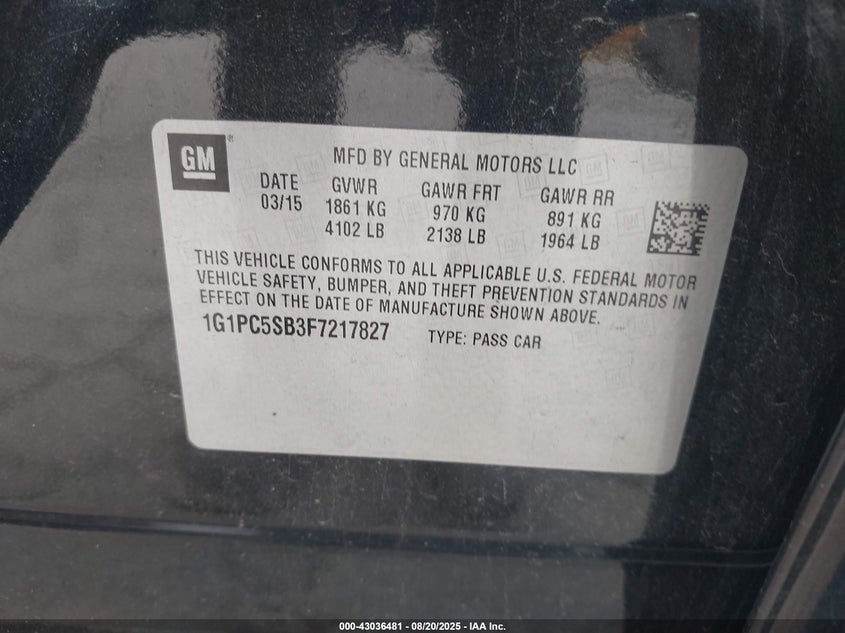 GM ®
MFD BY GENERAL MOTORS LLC
DATE GVWR GAWR FRT GAWR RR
03/15 1861 KG 970 KG 891 KG
4102 LB 2138 LB 1964 LB
THIS VEHICLE CONFORMS TO ALL APPLICABLE U.S. FEDERAL MOTOR
VEHICLE SAFETY, BUMPER, AND THEFT PREVENTION STANDARDS IN
EFFECT ON THE DATE OF MANUFACTURE SHOWN ABOVE.
1G1PC5SB3F7217827 TYPE: PASS CAR
000-43036481 - 08/20/2025 - IAA Inc.